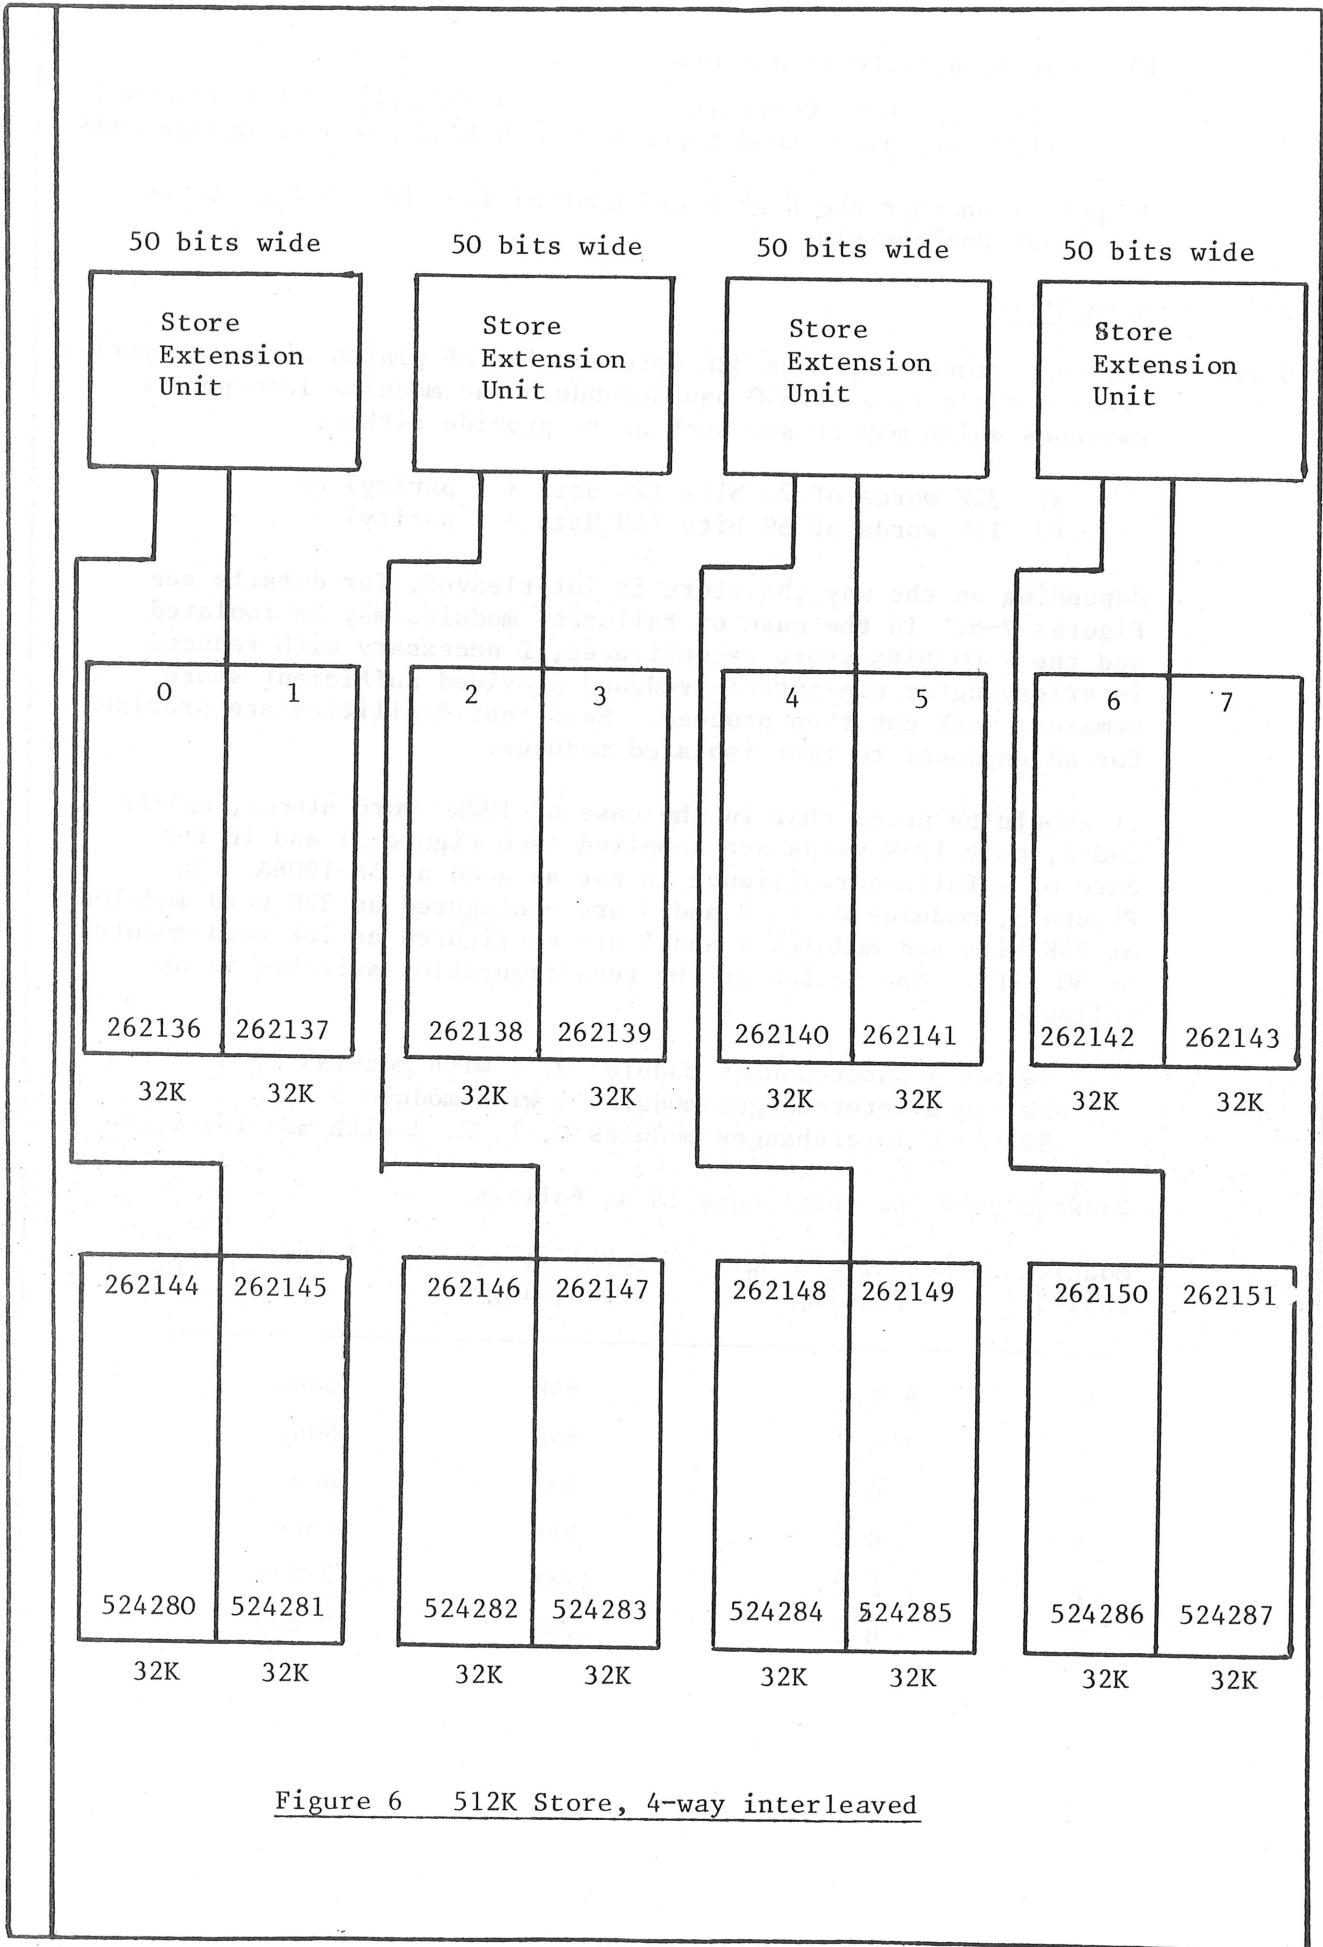 50 bits wide 50 bits wide 50 bits wide 50 bits wide
Store Store Store Store
Extension Extension Extension Extension
Unit Unit Unit Unit
0 1 2 3 4 5 6 7
262136 262137 262138 262139 262140 262141 262142 262143
32K 32K 32K 32K 32K 32K 32K 32K
262144 262145 262146 262147 262148 262149 262150 262151
524280 524281 524282 524283 524284 524285 524286 524287
32K 32K 32K 32K 32K 32K 32K 32K
Figure 6 512K Store, 4-way interleaved